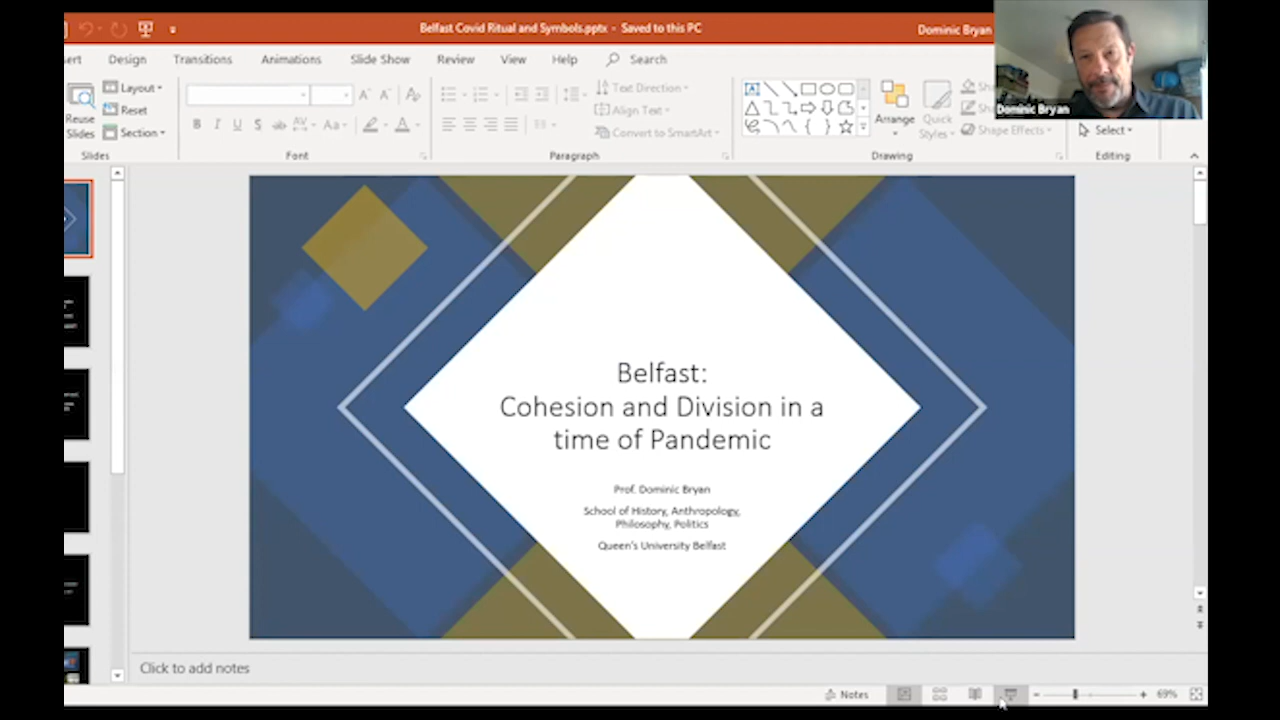 Belfast Covid Ritual and Symbols.pptx - Saved to this PC
Dominic Bryan
Dominic Bryan
Design Transitions Animations Slide Show Review View Help Search
Reuse
Slides
Layout
Reset
Section
B I U S
AV Aa A
Text Direction
Align Text
Convert to SmartArt
Arrange
Quick
Styles
Shape Effects
Select
Slides Font Paragraph Drawing Editing
Belfast:
Cohesion and Division in a
time of Pandemic
Prof. Dominic Bryan
School of History, Anthropology,
Philosophy, Politics
Queen's University Belfast
Click to add notes
Notes
69%